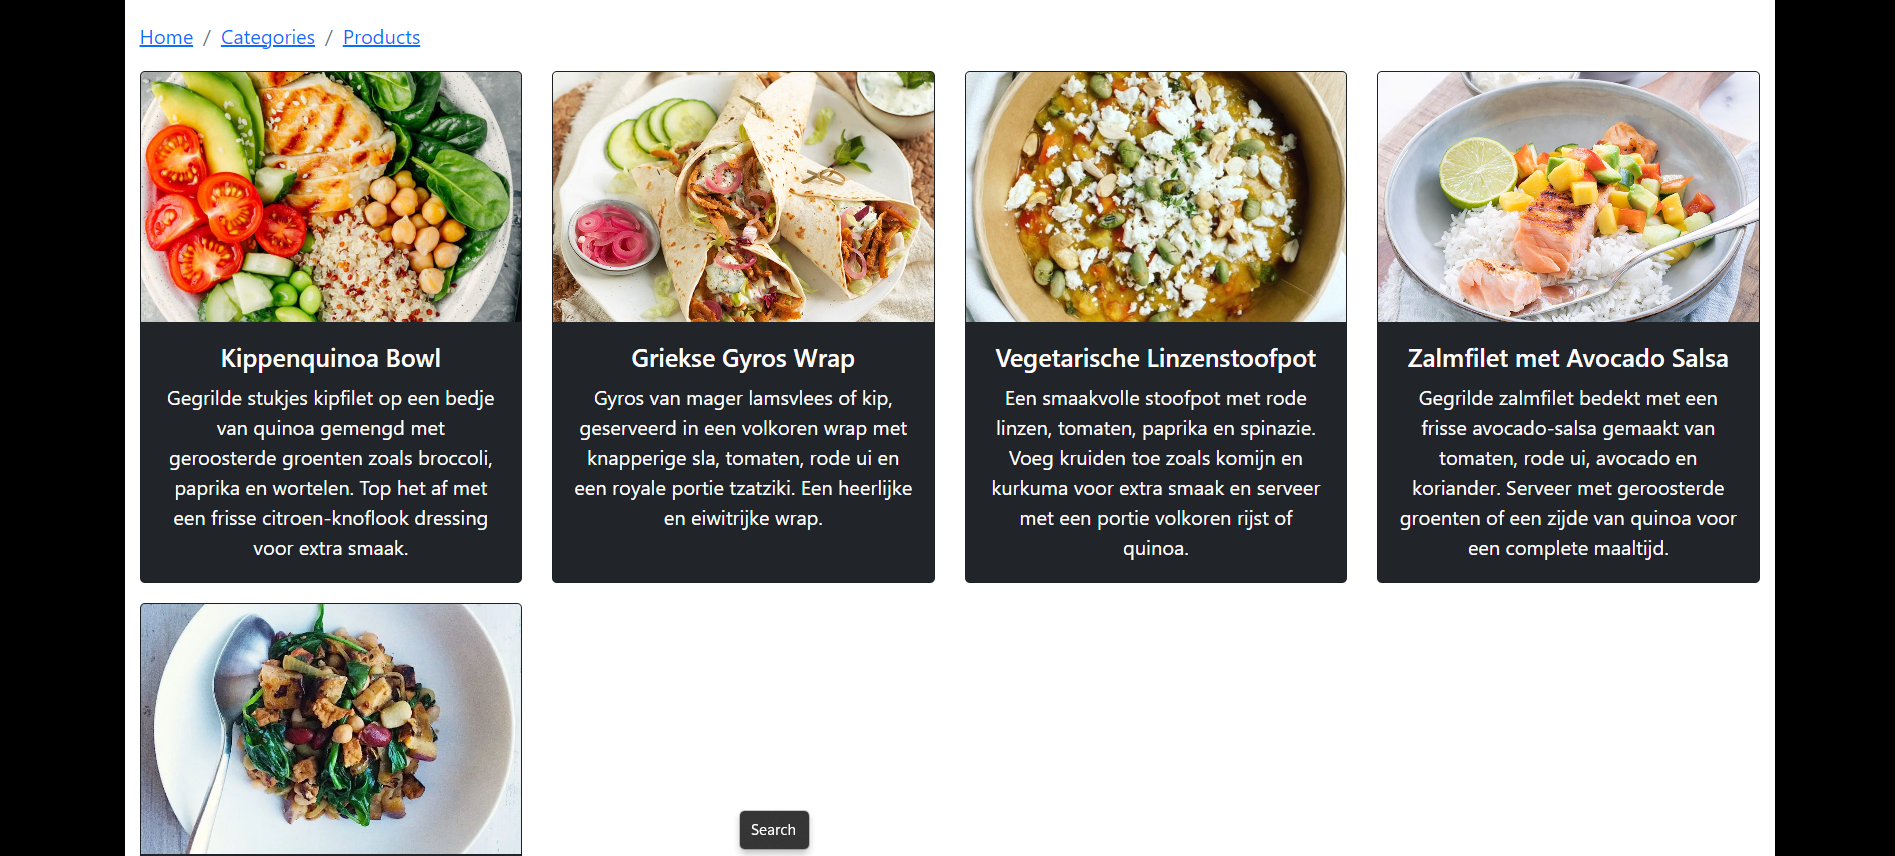 Home / Categories / Products
Kippenquinoa Bowl
Gegrilde stukjes kipfilet op een bedje
van quinoa gemengd met
geroosterde groenten zoals broccoli,
paprika en wortelen. Top het af met
een frisse citroen-knoflook dressing
voor extra smaak.
Griekse Gyros Wrap
Gyros van mager lamsvlees of kip,
geserveerd in een volkoren wrap met
knapperige sla, tomaten, rode ui en
een royale portie tzatziki. Een heerlijke
en eiwitrijke wrap.
Vegetarische Linzenstoofpot
Een smaakvolle stoofpot met rode
linzen, tomaten, paprika en spinazie.
Voeg kruiden toe zoals komijn en
kurkuma voor extra smaak en serveer
met een portie volkoren rijst of
quinoa.
Zalmfilet met Avocado Salsa
Gegrilde zalmfilet bedekt met een
frisse avocado-salsa gemaakt van
tomaten, rode ui, avocado en
koriander. Serveer met geroosterde
groenten of een zijde van quinoa voor
een complete maaltijd.
Search